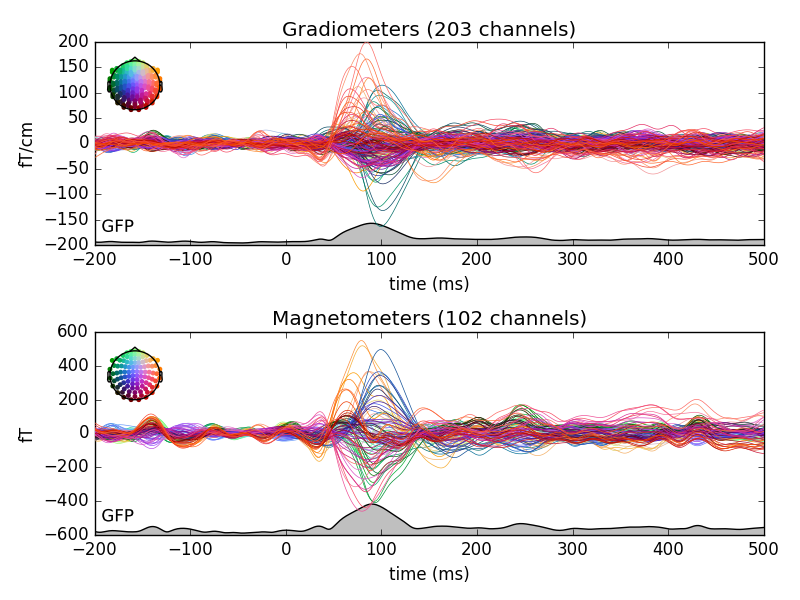 Gradiometers (203 channels)
200
150
100
50
0
−50
−100
−150
−200
fT/cm
GFP
−200 −100 0 100 200 300 400 500
time (ms)
Magnetometers (102 channels)
600
400
200
0
−200
−400
−600
fT
GFP
−200 −100 0 100 200 300 400 500
time (ms)